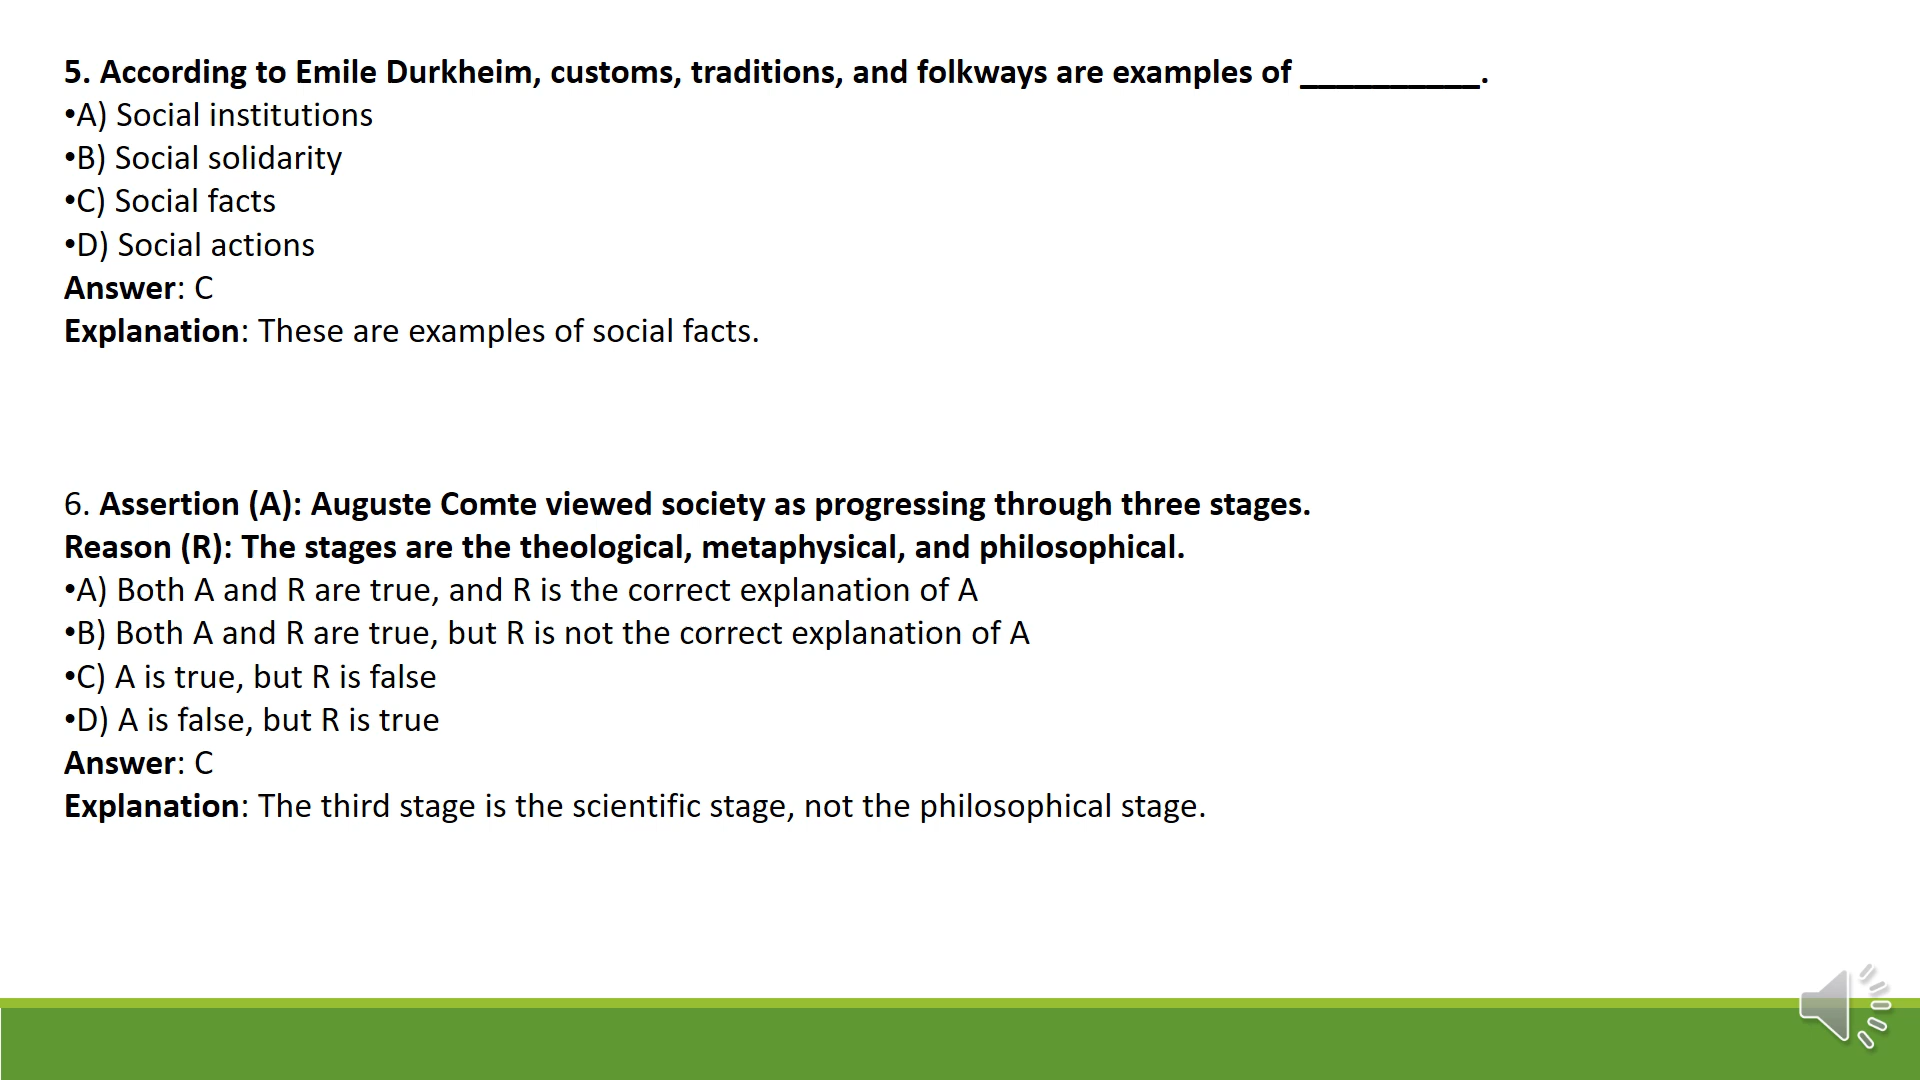 5. According to Emile Durkheim, customs, traditions, and folkways are examples of __________.
•A) Social institutions
•B) Social solidarity
•C) Social facts
•D) Social actions
Answer: C
Explanation: These are examples of social facts.
6. Assertion (A): Auguste Comte viewed society as progressing through three stages.
Reason (R): The stages are the theological, metaphysical, and philosophical.
•A) Both A and R are true, and R is the correct explanation of A
•B) Both A and R are true, but R is not the correct explanation of A
•C) A is true, but R is false
•D) A is false, but R is true
Answer: C
Explanation: The third stage is the scientific stage, not the philosophical stage.